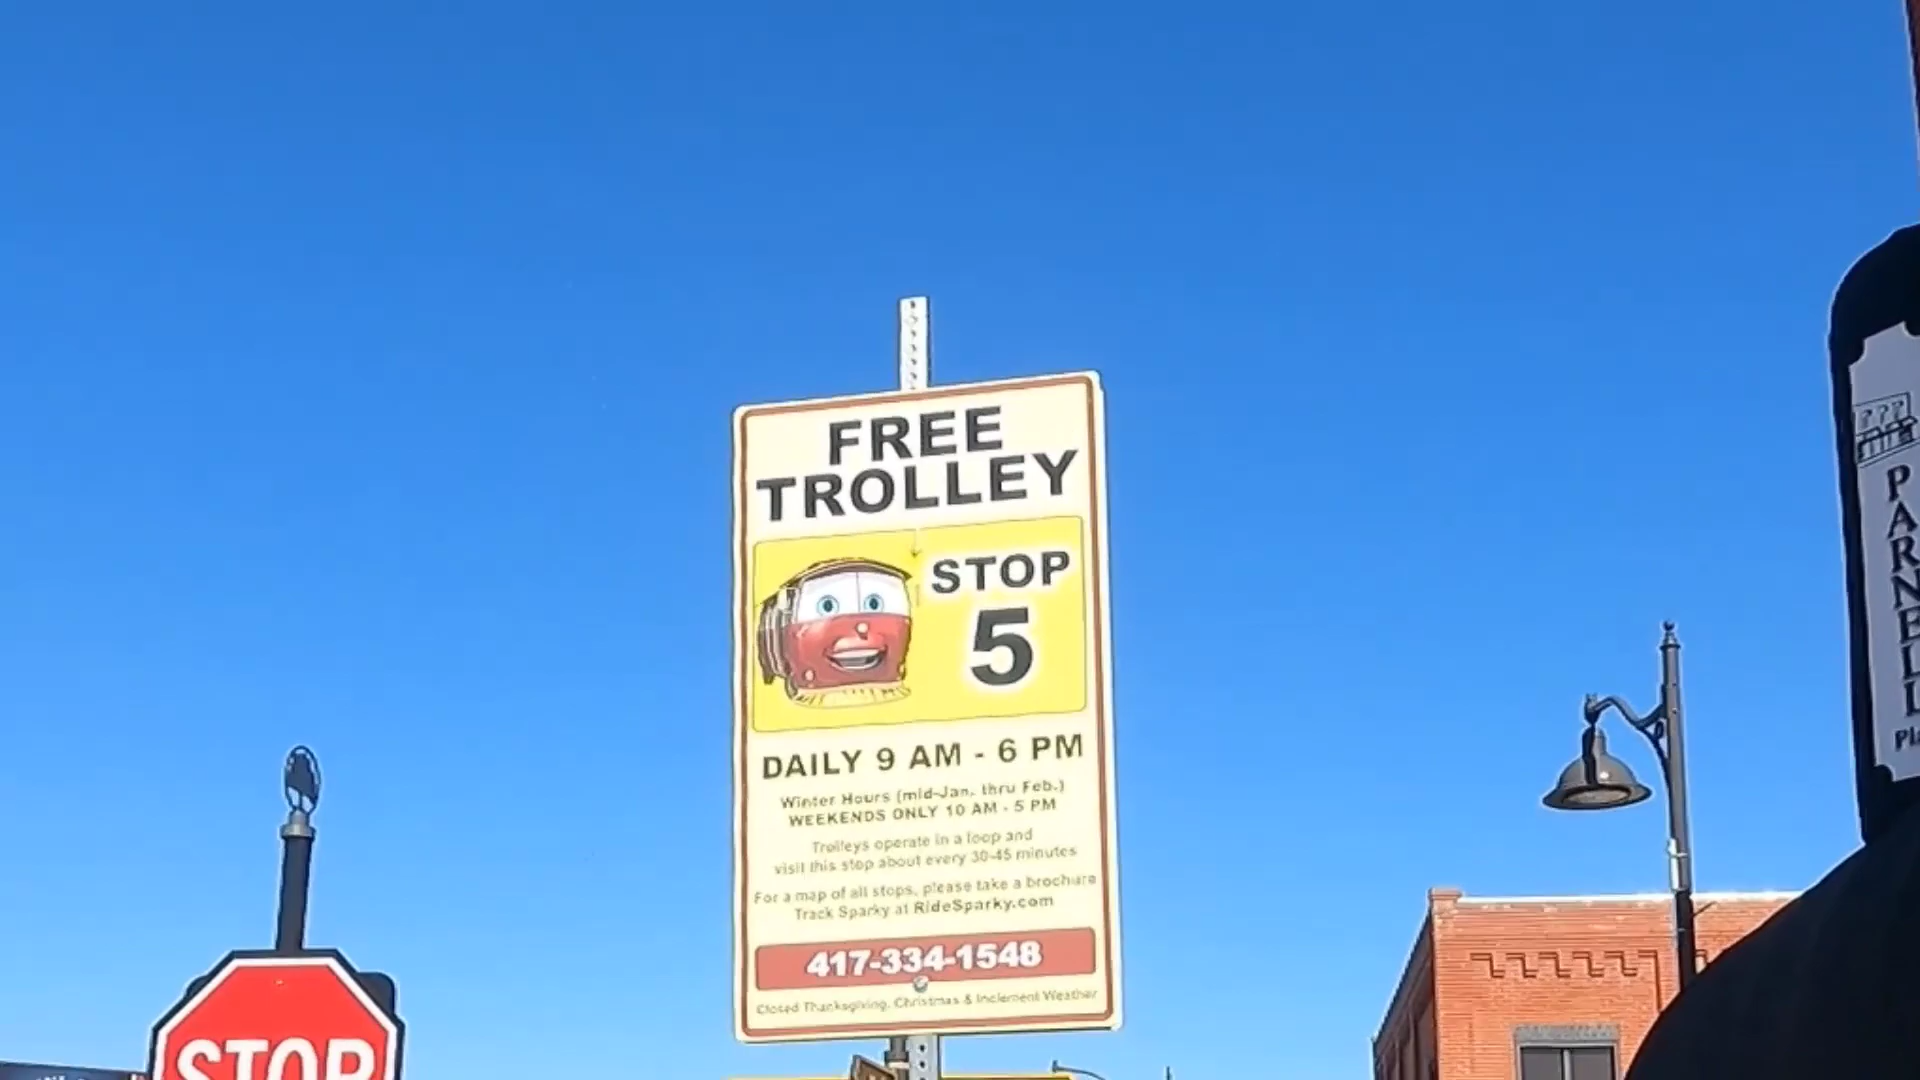 FREE
TROLLEY
STOP
5
DAILY 9 AM - 6 PM
Winter Hours (mid-Jan. thru Feb.)
WEEKENDS ONLY 10 AM - 5 PM
Trolleys operate in a loop and
visit this stop about every 30-45 minutes
For a map of all stops, please take a brochure
Track Sparky at RideSparky.com
417-334-1548
Closed Thanksgiving, Christmas & Inclement Weather
STOP
PARNELL